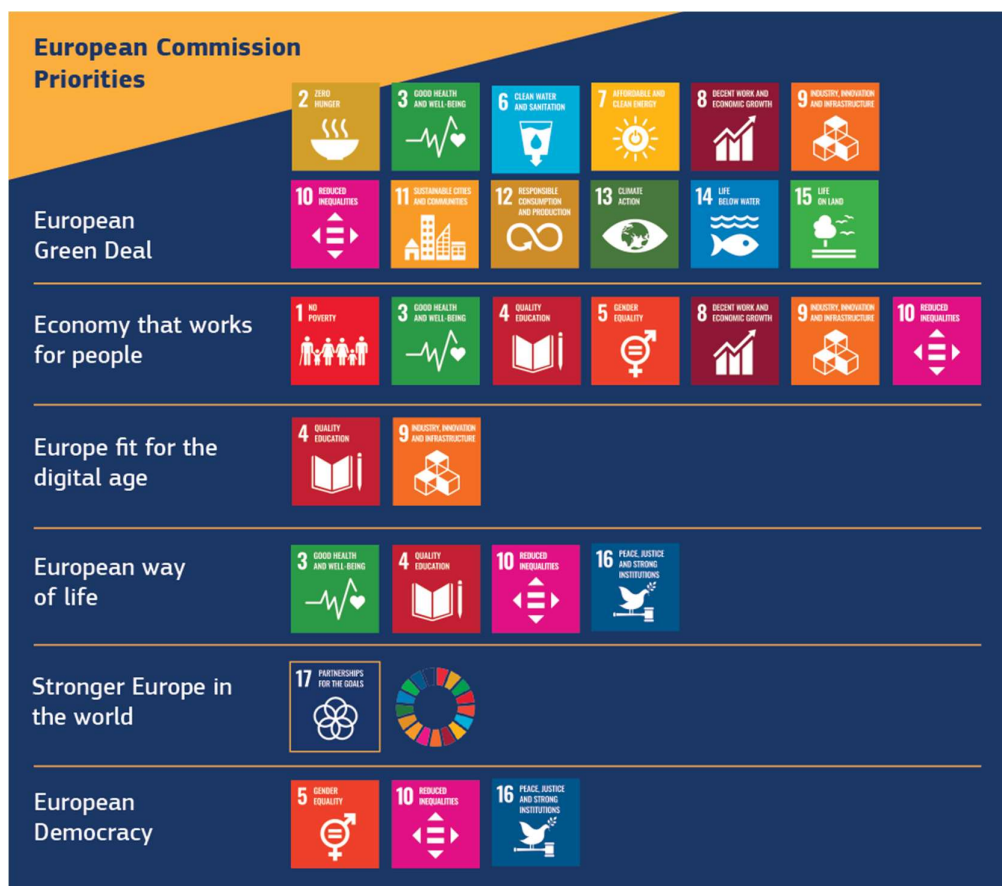 European Commission
Priorities
2 ZERO
HUNGER
3 GOOD HEALTH
AND WELL-BEING
6 CLEAN WATER
AND SANITATION
7 AFFORDABLE AND
CLEAN ENERGY
8 DECENT WORK AND
ECONOMIC GROWTH
9 INDUSTRY, INNOVATION
AND INFRASTRUCTURE
European
Green Deal
10 REDUCED
INEQUALITIES
11 SUSTAINABLE CITIES
AND COMMUNITIES
12 RESPONSIBLE
CONSUMPTION
AND PRODUCTION
13 CLIMATE
ACTION
14 LIFE
BELOW WATER
15 LIFE
ON LAND
Economy that works
for people
1 NO
POVERTY
3 GOOD HEALTH
AND WELL-BEING
4 QUALITY
EDUCATION
5 GENDER
EQUALITY
8 DECENT WORK AND
ECONOMIC GROWTH
9 INDUSTRY, INNOVATION
AND INFRASTRUCTURE
10 REDUCED
INEQUALITIES
Europe fit for the
digital age
4 QUALITY
EDUCATION
9 INDUSTRY, INNOVATION
AND INFRASTRUCTURE
European way
of life
3 GOOD HEALTH
AND WELL-BEING
4 QUALITY
EDUCATION
10 REDUCED
INEQUALITIES
16 PEACE, JUSTICE
AND STRONG
INSTITUTIONS
Stronger Europe in
the world
17 PARTNERSHIPS
FOR THE GOALS
European
Democracy
5 GENDER
EQUALITY
10 REDUCED
INEQUALITIES
16 PEACE, JUSTICE
AND STRONG
INSTITUTIONS